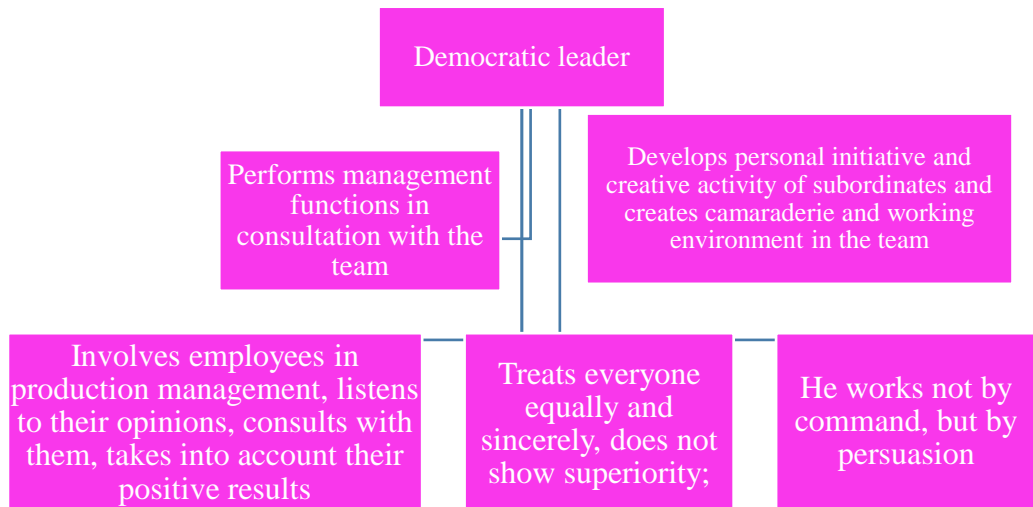 Democratic leader
Performs management
functions in
consultation with the
team
Develops personal initiative and
creative activity of subordinates and
creates camaraderie and working
environment in the team
Involves employees in
production management, listens
to their opinions, consults with
them, takes into account their
positive results
Treats everyone
equally and
sincerely, does not
show superiority;
He works not by
command, but by
persuasion